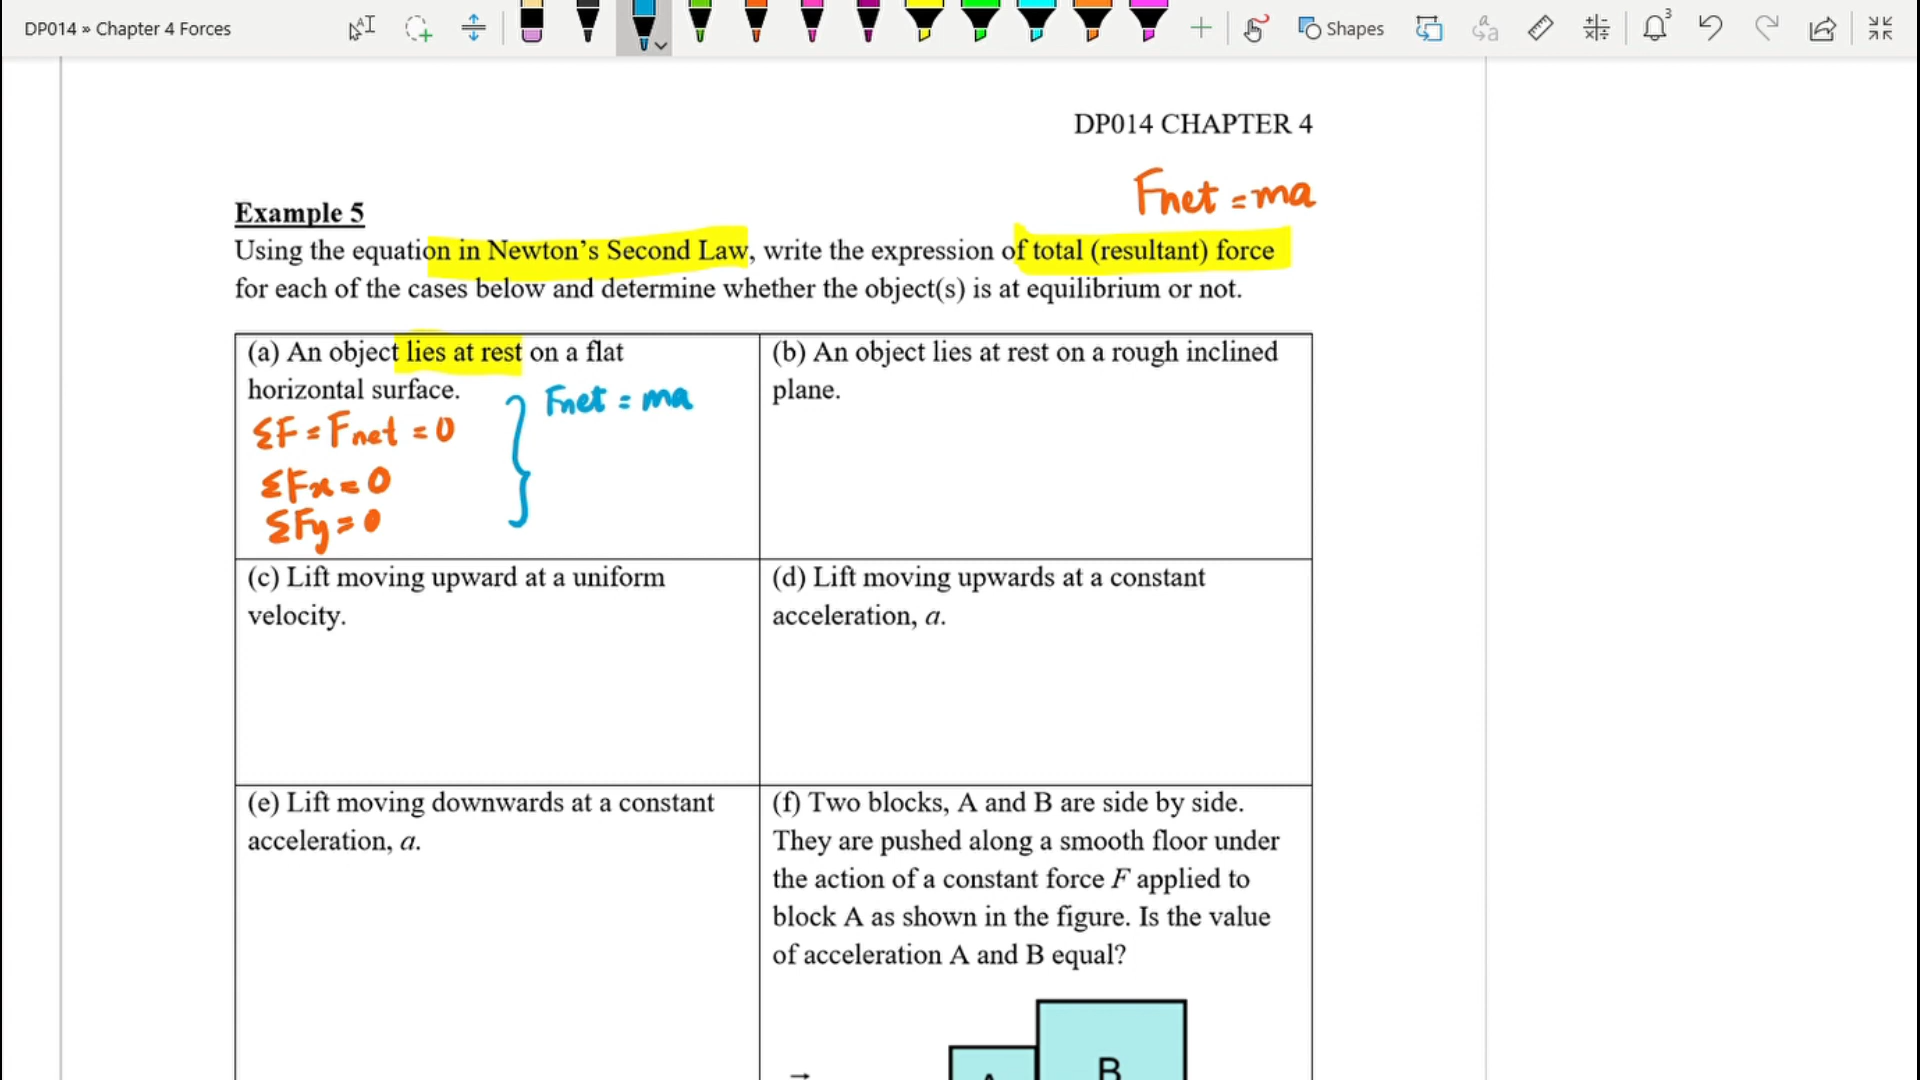 DP014 » Chapter 4 Forces
Shapes
3
DP014 CHAPTER 4
Fnet = ma
Example 5
Using the equation in Newton's Second Law, write the expression of total (resultant) force
for each of the cases below and determine whether the object(s) is at equilibrium or not.
(a) An object lies at rest on a flat
horizontal surface.
ΣF = Fnet = 0
ΣFx = 0
ΣFy = 0
Fnet = ma
(b) An object lies at rest on a rough inclined
plane.
(c) Lift moving upward at a uniform
velocity.
(d) Lift moving upwards at a constant
acceleration, a.
(e) Lift moving downwards at a constant
acceleration, a.
(f) Two blocks, A and B are side by side.
They are pushed along a smooth floor under
the action of a constant force F applied to
block A as shown in the figure. Is the value
of acceleration A and B equal?
B